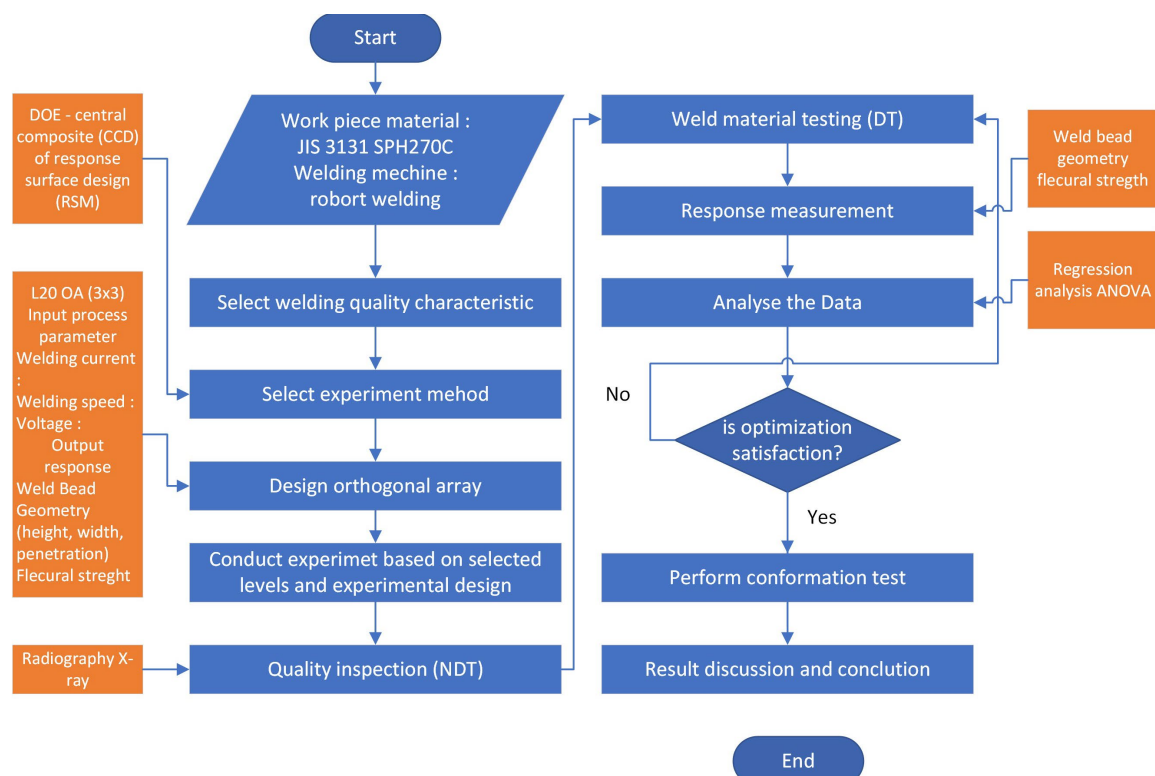 Start
DOE - central
composite (CCD)
of response
surface design
(RSM)
Work piece material :
JIS 3131 SPH270C
Welding mechine :
robort welding
Select welding quality characteristic
L20 OA (3x3)
Input process
parameter
Welding current
:
Welding speed :
Voltage :
Output
response
Weld Bead
Geometry
(height, width,
penetration)
Flecural streght
Select experiment mehod
Design orthogonal array
Conduct experimet based on selected
levels and experimental design
Radiography X-
ray
Quality inspection (NDT)
Weld material testing (DT)
Weld bead
geometry
flecural stregth
Response measurement
Regression
analysis ANOVA
Analyse the Data
No
is optimization
satisfaction?
Yes
Perform conformation test
Result discussion and conclution
End